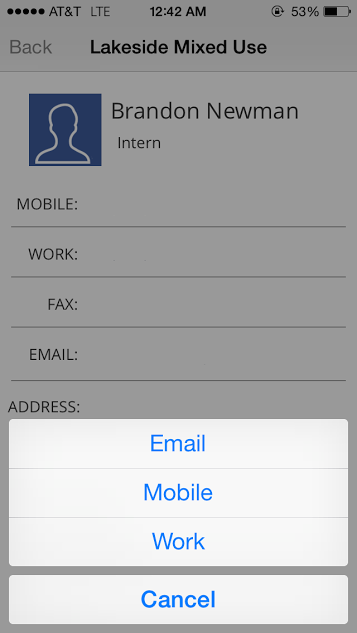 AT&T LTE 12:42 AM 53%
Back Lakeside Mixed Use
Brandon Newman
Intern
MOBILE:
WORK:
FAX:
EMAIL:
ADDRESS:
Email
Mobile
Work
Cancel